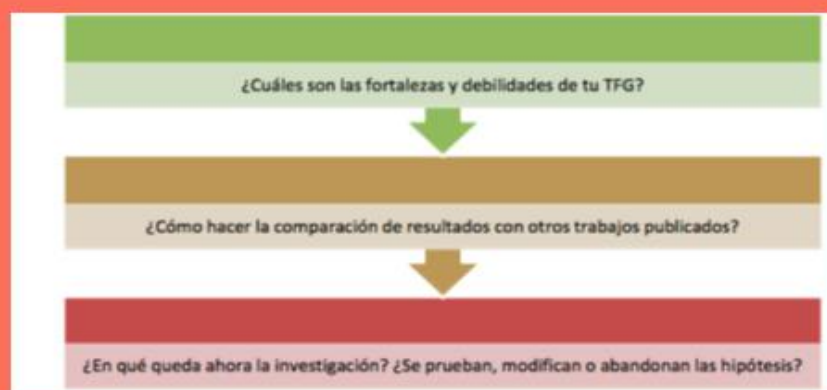 ¿Cuáles son las fortalezas y debilidades de tu TFG?
¿Cómo hacer la comparación de resultados con otros trabajos publicados?
¿En qué queda ahora la investigación? ¿Se prueban, modifican o abandonan las hipótesis?